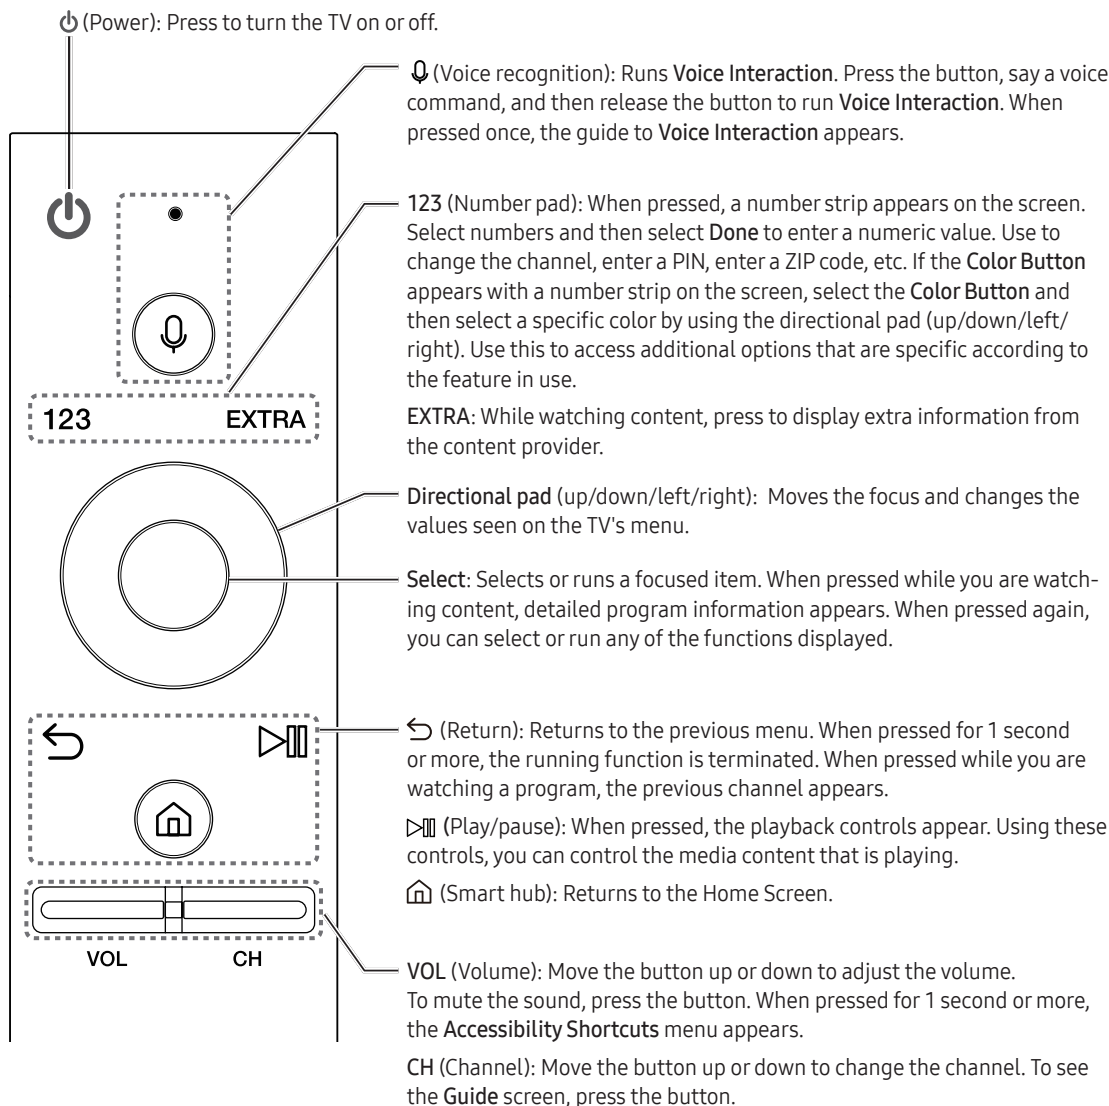 (Power): Press to turn the TV on or off.
(Voice recognition): Runs Voice Interaction. Press the button, say a voice
command, and then release the button to run Voice Interaction. When
pressed once, the guide to Voice Interaction appears.
123 (Number pad): When pressed, a number strip appears on the screen.
Select numbers and then select Done to enter a numeric value. Use to
change the channel, enter a PIN, enter a ZIP code, etc. If the Color Button
appears with a number strip on the screen, select the Color Button and
then select a specific color by using the directional pad (up/down/left/
right). Use this to access additional options that are specific according to
the feature in use.
123
EXTRA
EXTRA: While watching content, press to display extra information from
the content provider.
Directional pad (up/down/left/right): Moves the focus and changes the
values seen on the TV's menu.
Select: Selects or runs a focused item. When pressed while you are watch-
ing content, detailed program information appears. When pressed again,
you can select or run any of the functions displayed.
(Return): Returns to the previous menu. When pressed for 1 second
or more, the running function is terminated. When pressed while you are
watching a program, the previous channel appears.
(Play/pause): When pressed, the playback controls appear. Using these
controls, you can control the media content that is playing.
(Smart hub): Returns to the Home Screen.
VOL
CH
VOL (Volume): Move the button up or down to adjust the volume.
To mute the sound, press the button. When pressed for 1 second or more,
the Accessibility Shortcuts menu appears.
CH (Channel): Move the button up or down to change the channel. To see
the Guide screen, press the button.